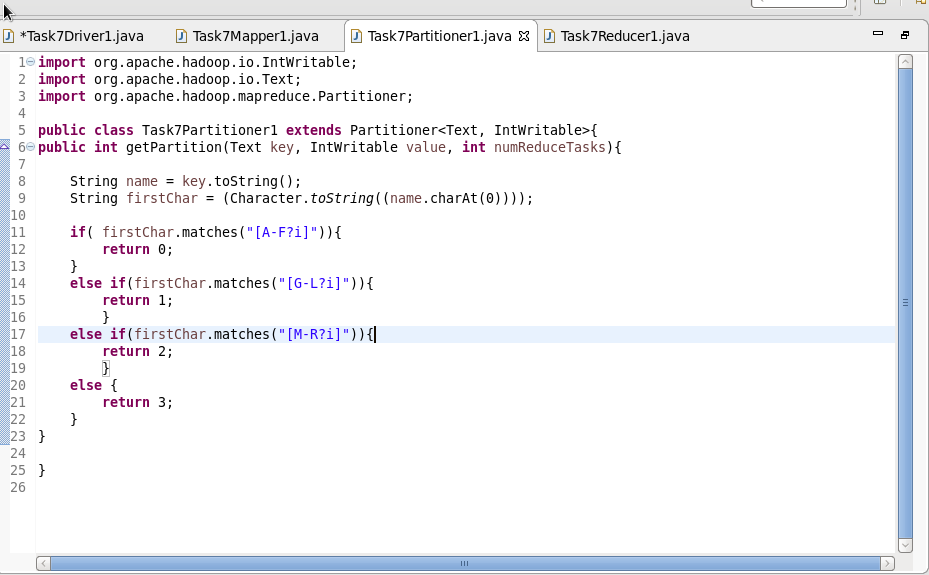 *Task7Driver1.java Task7Mapper1.java Task7Partitioner1.java Task7Reducer1.java
1 import org.apache.hadoop.io.IntWritable;
2 import org.apache.hadoop.io.Text;
3 import org.apache.hadoop.mapreduce.Partitioner;
4
5 public class Task7Partitioner1 extends Partitioner<Text, IntWritable>{
6 public int getPartition(Text key, IntWritable value, int numReduceTasks){
7
8     String name = key.toString();
9     String firstChar = (Character.toString((name.charAt(0))));
10
11     if( firstChar.matches("[A-F?i]")){
12         return 0;
13     }
14     else if(firstChar.matches("[G-L?i]")){
15         return 1;
16         }
17     else if(firstChar.matches("[M-R?i]")){
18         return 2;
19         }
20     else {
21         return 3;
22     }
23 }
24
25 }
26